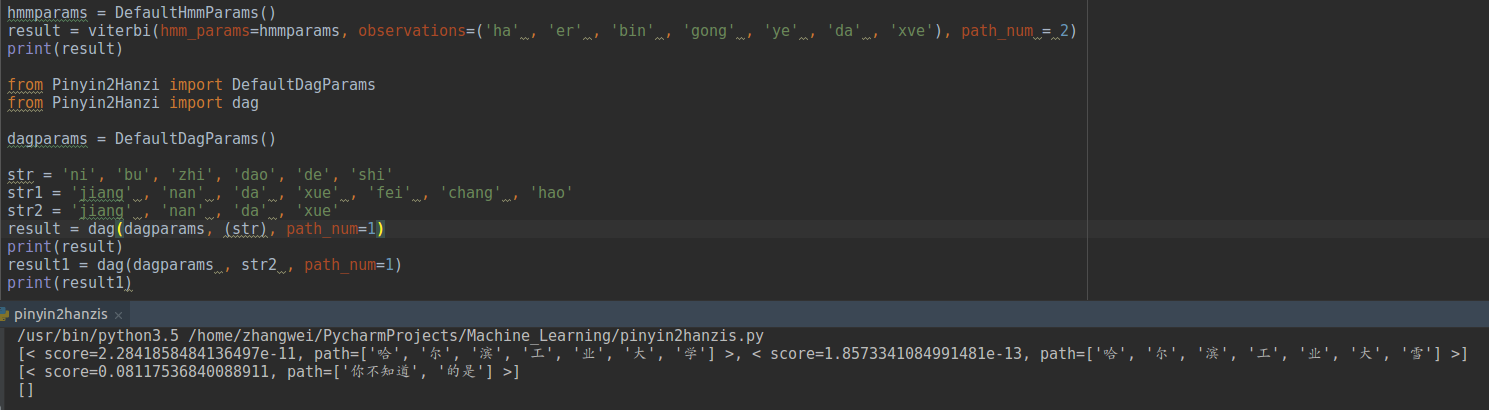 hmmparams = DefaultHmmParams()
result = viterbi(hmm_params=hmmparams, observations=('ha' , 'er' , 'bin' , 'gong' , 'ye' , 'da' , 'xve'), path_num = 2)
print(result)
from Pinyin2Hanzi import DefaultDagParams
from Pinyin2Hanzi import dag
dagparams = DefaultDagParams()
str = 'ni', 'bu', 'zhi', 'dao', 'de', 'shi'
str1 = 'jiang' , 'nan' , 'da' , 'xue' , 'fei' , 'chang' , 'hao'
str2 = 'jiang' , 'nan' , 'da' , 'xue'
result = dag(dagparams, (str), path_num=1)
print(result)
result1 = dag(dagparams , str2 , path_num=1)
print(result1)
pinyin2hanzis ×
/usr/bin/python3.5 /home/zhangwei/PycharmProjects/Machine_Learning/pinyin2hanzis.py
[< score=2.2841858484136497e-11, path=['哈', '尔', '滨', '工', '业', '大', '学'] >, < score=1.8573341084991481e-13, path=['哈', '尔', '滨', '工', '业', '大', '雪'] >]
[< score=0.08117536840088911, path=['你不知道', '的是'] >]
[]